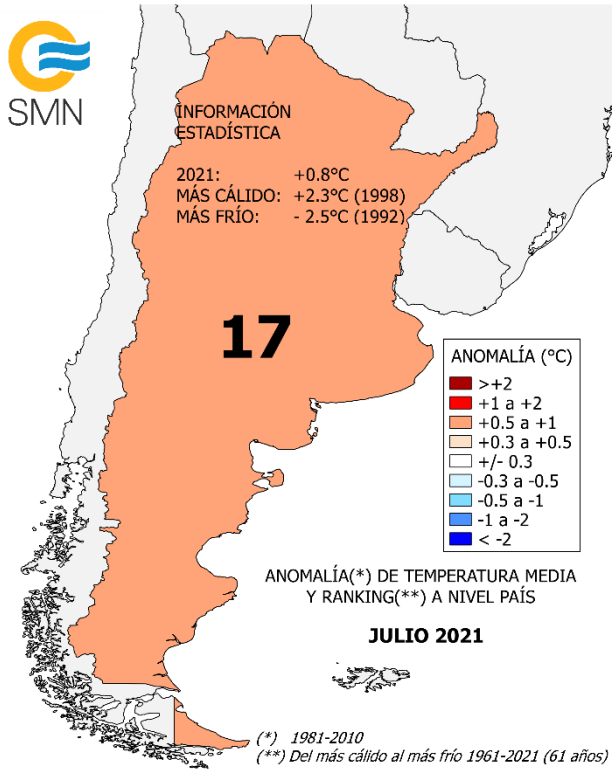 SMN
INFORMACIÓN
ESTADÍSTICA
2021: +0.8°C
MÁS CÁLIDO: +2.3°C (1998)
MÁS FRÍO: - 2.5°C (1992)
17
ANOMALÍA (°C)
>+2
+1 a +2
+0.5 a +1
+0.3 a +0.5
+/- 0.3
-0.3 a -0.5
-0.5 a -1
-1 a -2
< -2
ANOMALÍA(*) DE TEMPERATURA MEDIA
Y RANKING(**) A NIVEL PAÍS
JULIO 2021
(*) 1981-2010
(**) Del más cálido al más frío 1961-2021 (61 años)